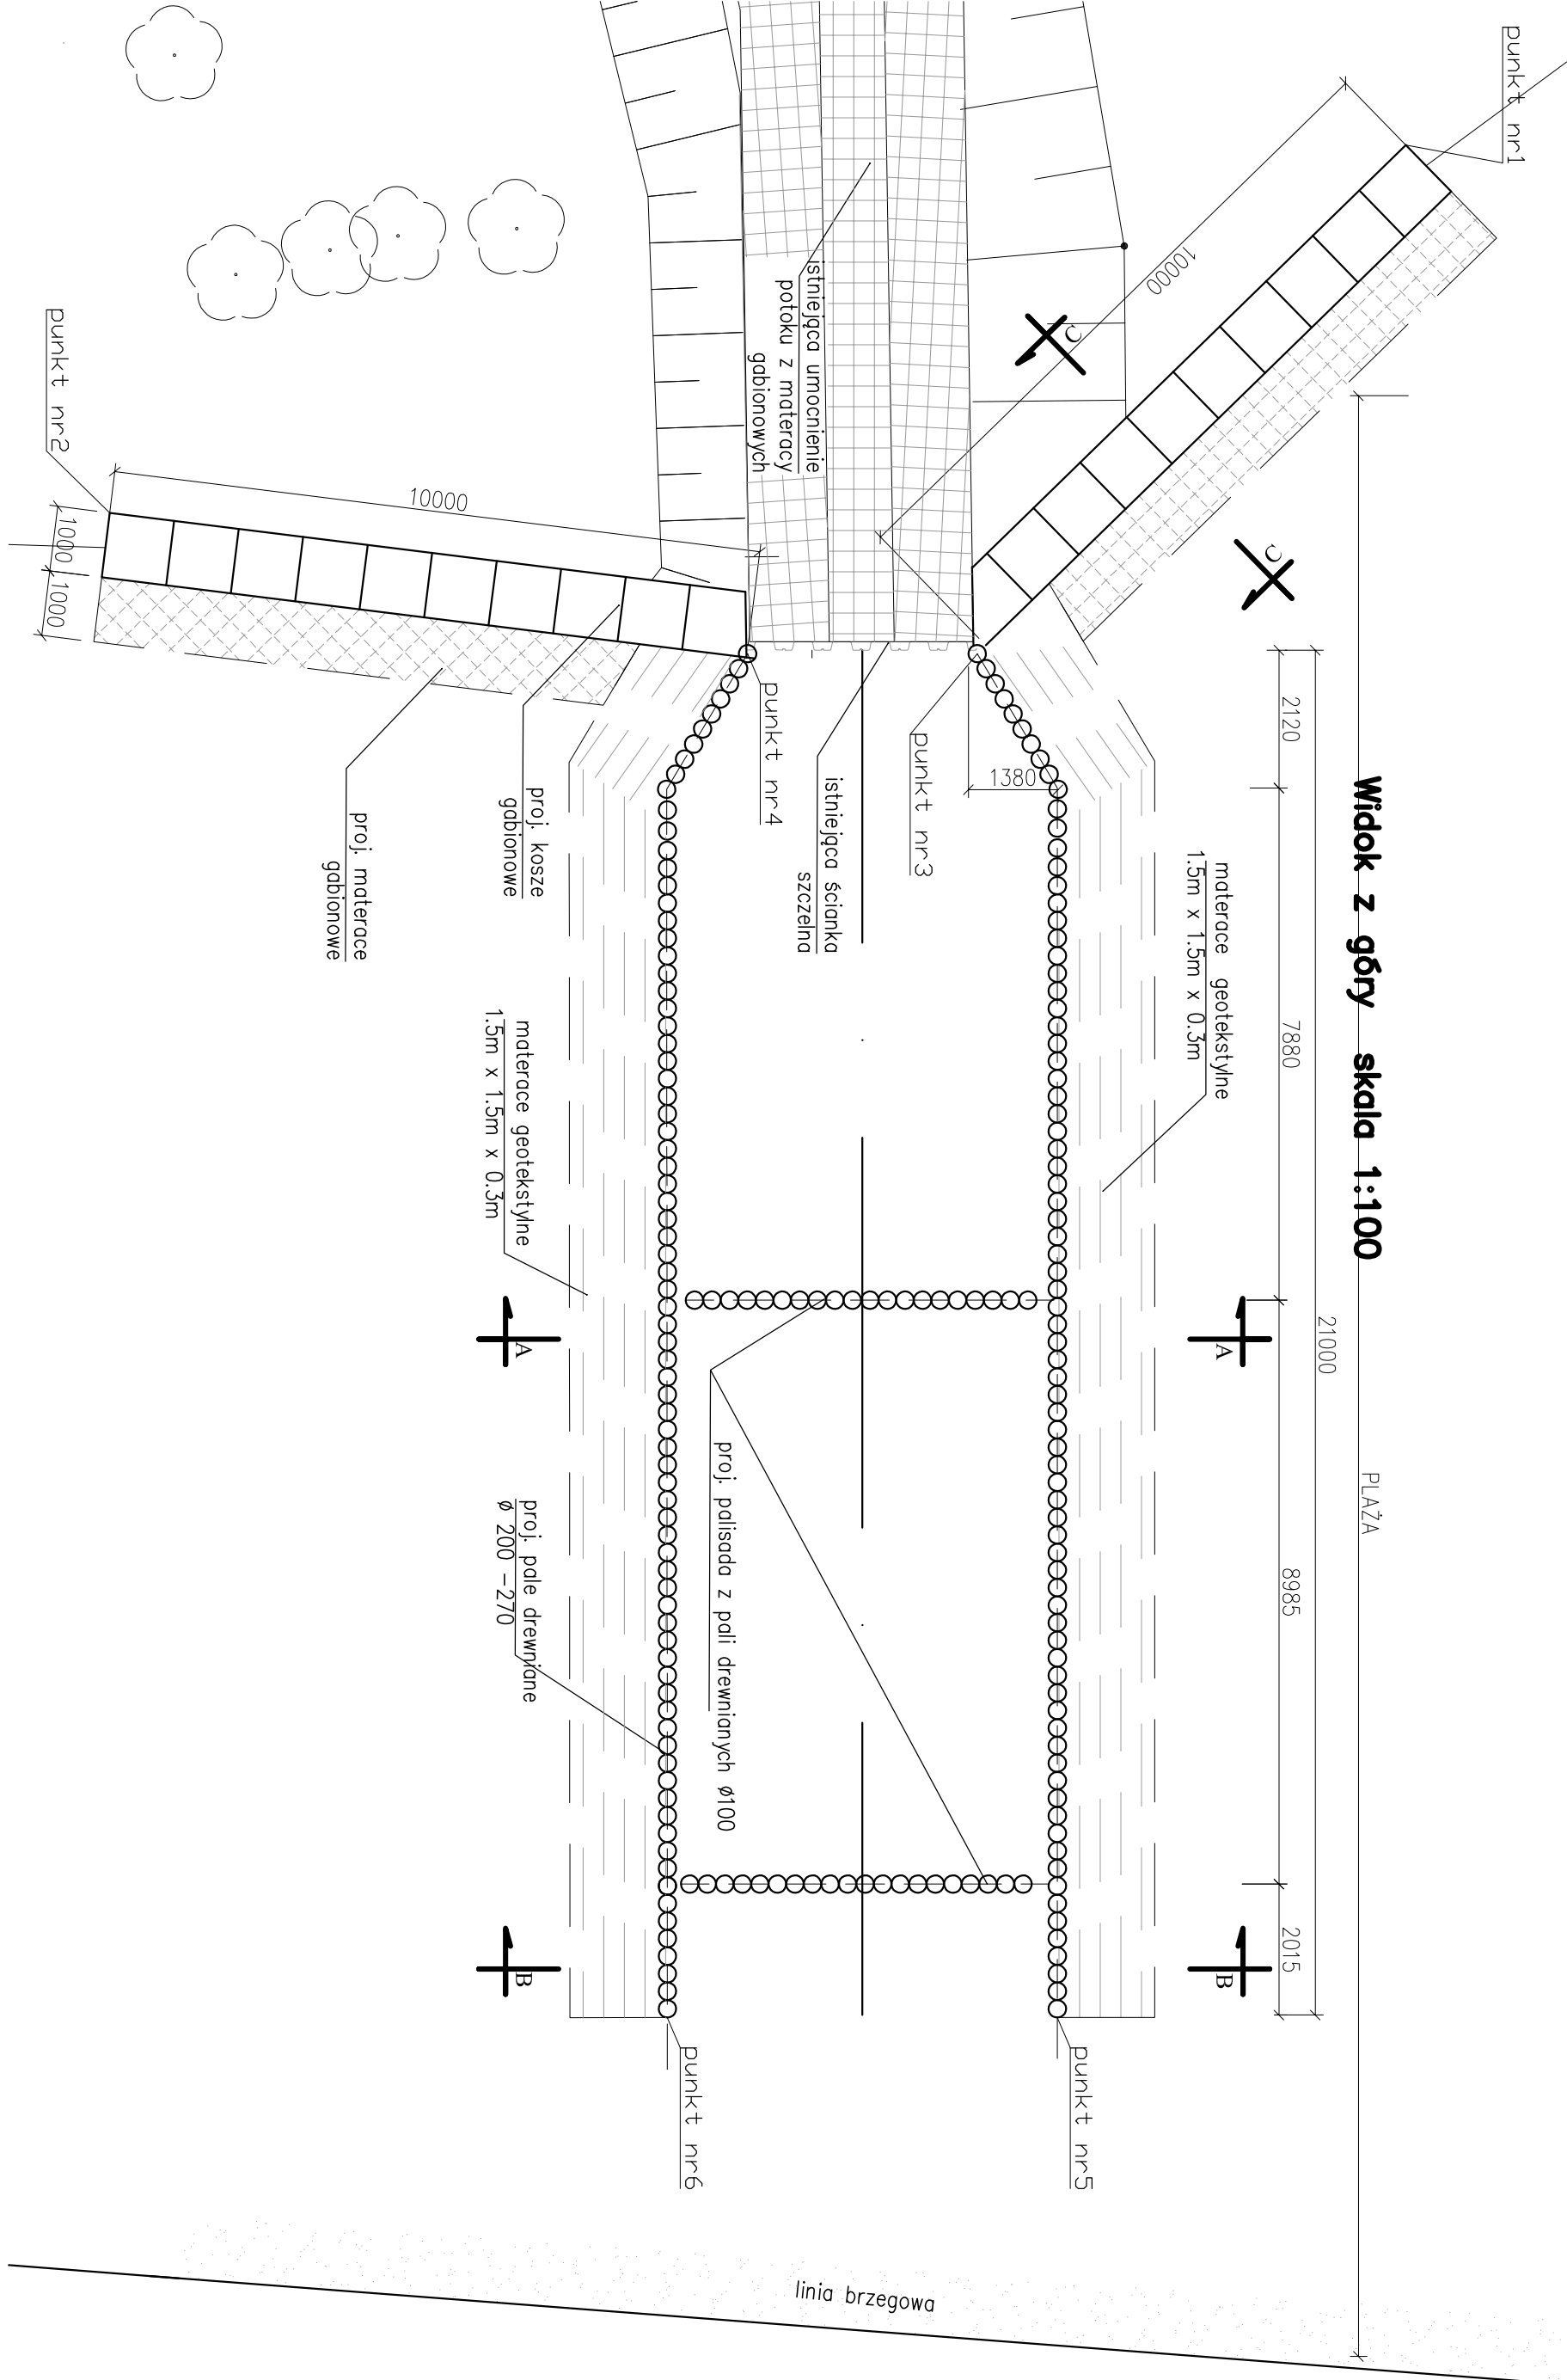 Widok z góry skala 1:100
PLAŻA
21000
2120
7880
8985
2015
punkt nr1
10000
C
C
materace geotekstylne
1.5m x 1.5m x 0.3m
A
B
A
B
1380
punkt nr3
punkt nr5
istniejąca umocnienie
potoku z materacy
gabionowych
istniejąca ścianka
szczelna
punkt nr4
proj. palisada z pali drewnianych ø100
punkt nr6
linia brzegowa
proj. kosze
gabionowe
materace geotekstylne
1.5m x 1.5m x 0.3m
proj. pale drewniane
ø 200 -270
10000
proj. materace
gabionowe
punkt nr2
1000
1000